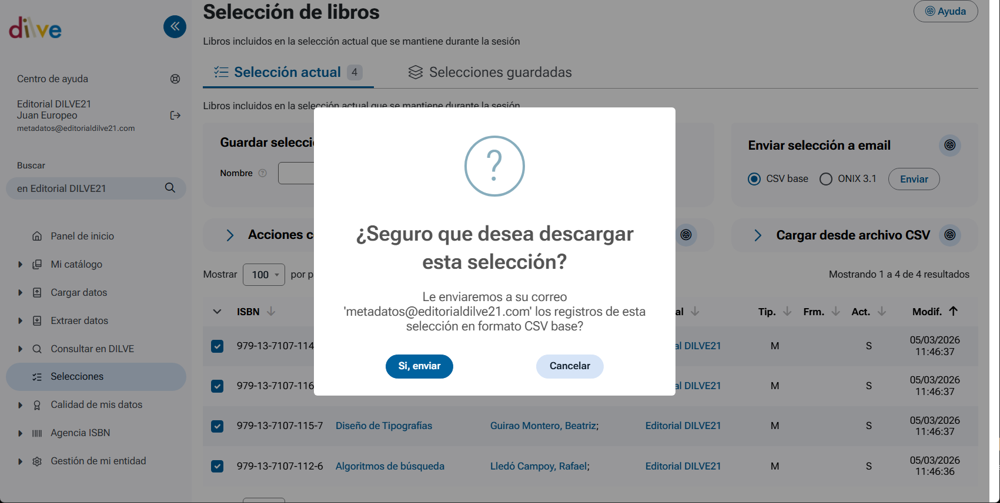 dilve
Centro de ayuda
Editorial DILVE21
Juan Europeo
metadatos@editorialdilve21.com
Buscar
en Editorial DILVE21
Panel de inicio
Mi catálogo
Cargar datos
Extraer datos
Consultar en DILVE
Selecciones
Calidad de mis datos
Agencia ISBN
Gestión de mi entidad
Selección de libros
Ayuda
Libros incluidos en la selección actual que se mantiene durante la sesión
Selección actual 4
Selecciones guardadas
Libros incluidos en la selección actual que se mantiene durante la sesión
Guardar selecci
Nombre
Enviar selección a email
CSV base ONIX 3.1 Enviar
Acciones c
Cargar desde archivo CSV
Mostrar 100 por p
Mostrando 1 a 4 de 4 resultados
¿Seguro que desea descargar
esta selección?
Le enviaremos a su correo
'metadatos@editorialdilve21.com' los registros de esta
selección en formato CSV base?
Si, enviar
Cancelar
ISBN al Tip. Frm. Act. Modif.
979-13-7107-114 al DILVE21 M S 05/03/2026
11:46:37
979-13-7107-116 al DILVE21 M S 05/03/2026
11:46:37
979-13-7107-115-7 Diseño de Tipografías Guirao Montero, Beatriz; Editorial DILVE21 M S 05/03/2026
11:46:37
979-13-7107-112-6 Algoritmos de búsqueda Lledó Campoy, Rafael; Editorial DILVE21 M S 05/03/2026
11:46:36